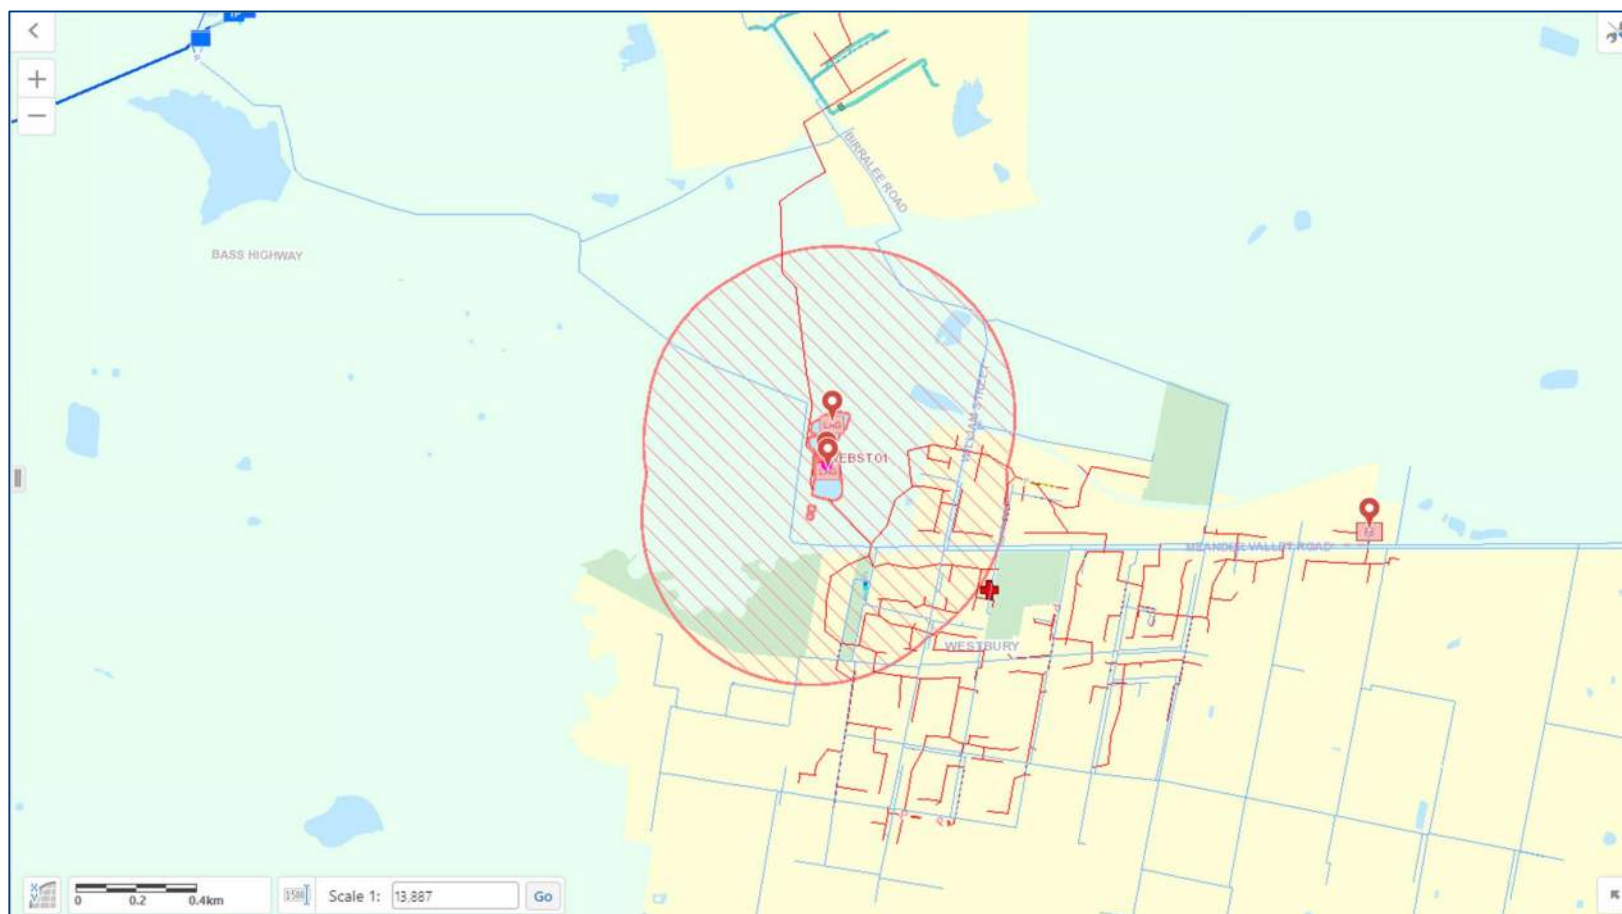 BIRRALEE ROAD
BASS HIGHWAY
WILLIAM STREET
WEBST01
MEANDER VALLEY ROAD
WESTBURY
0 0.2 0.4km
Scale 1: 13,887 Go